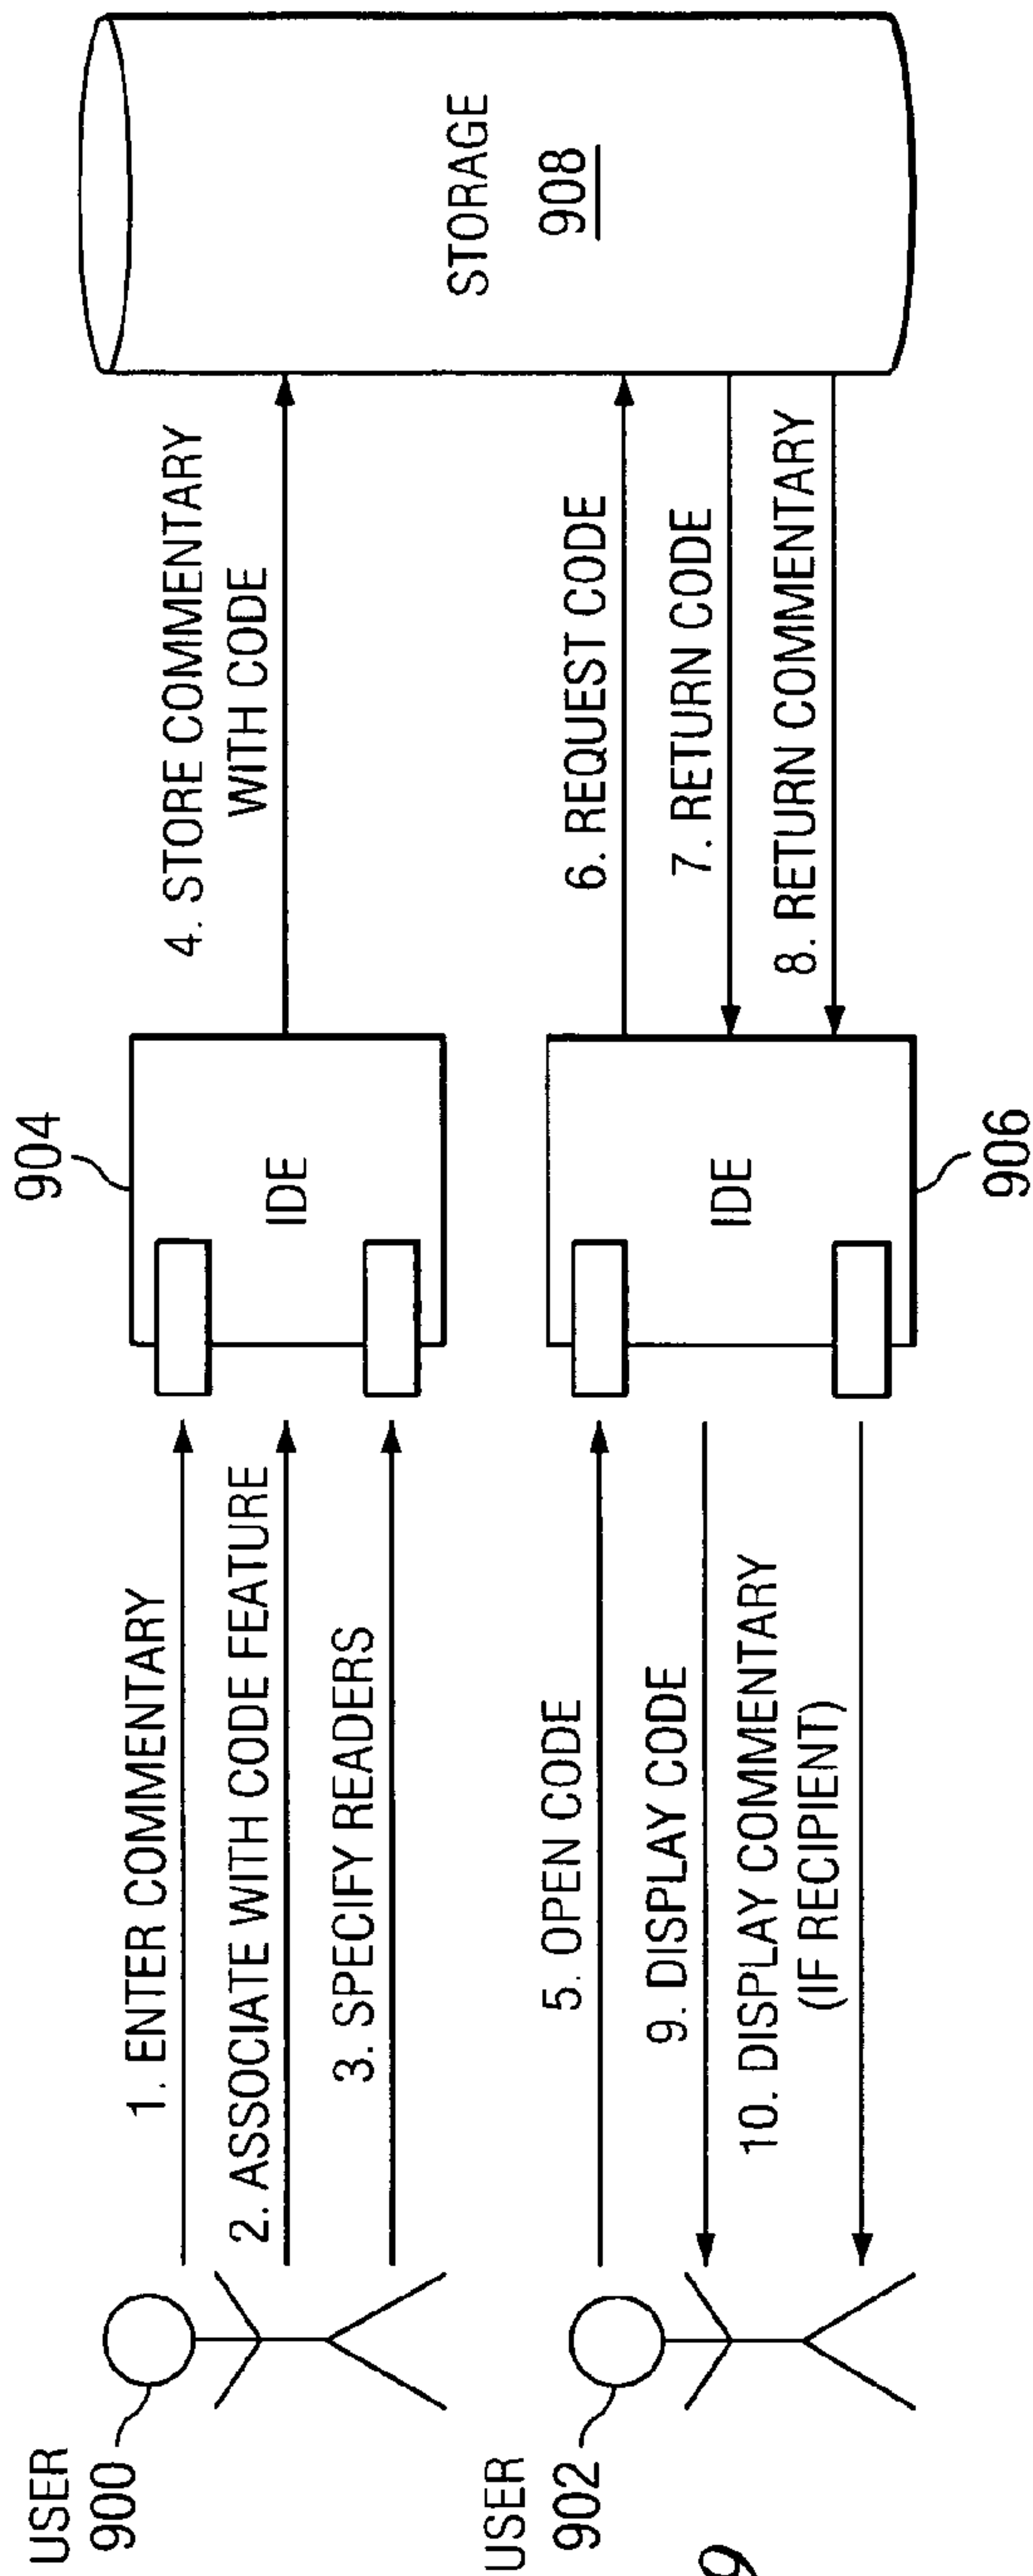 USER
900
1. ENTER COMMENTARY
2. ASSOCIATE WITH CODE FEATURE
3. SPECIFY READERS
904
IDE
4. STORE COMMENTARY
WITH CODE
STORAGE
908
USER
902
5. OPEN CODE
9. DISPLAY CODE
10. DISPLAY COMMENTARY
(IF RECIPIENT)
IDE
906
6. REQUEST CODE
7. RETURN CODE
8. RETURN COMMENTARY
9